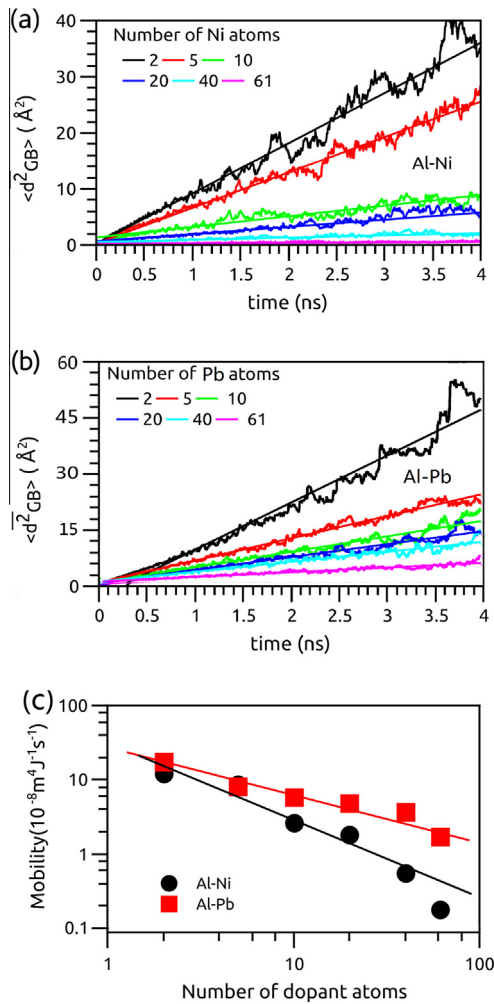 (a)
Number of Ni atoms
2 5 10
20 40 61
Al-Ni
<d²GB> ( Å²)
40
30
20
10
0
0 0.5 1 1.5 2 2.5 3 3.5 4
time (ns)
(b)
Number of Pb atoms
2 5 10
20 40 61
Al-Pb
<d²GB> ( Å²)
60
45
30
15
0
0 0.5 1 1.5 2 2.5 3 3.5 4
time (ns)
(c)
Mobility(10⁻⁸m⁴J⁻¹s⁻¹)
100
10
1
0.1
Al-Ni
Al-Pb
1 10 100
Number of dopant atoms